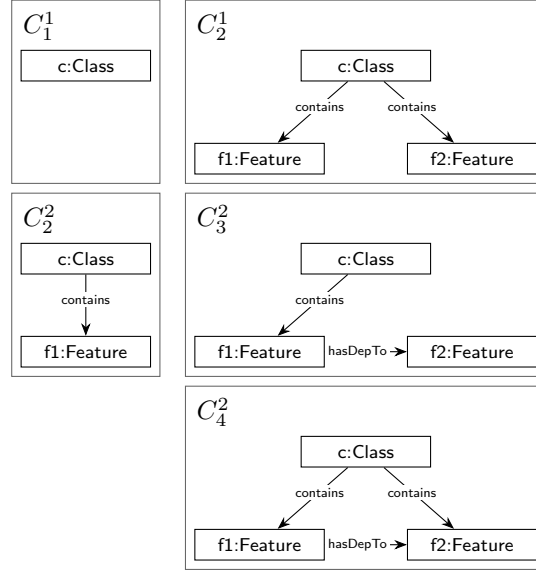 C_1^1
c:Class
C_2^1
c:Class
contains contains
f1:Feature f2:Feature
C_2^2
c:Class
contains
f1:Feature
C_3^2
c:Class
contains
f1:Feature hasDepTo f2:Feature
C_4^2
c:Class
contains contains
f1:Feature hasDepTo f2:Feature